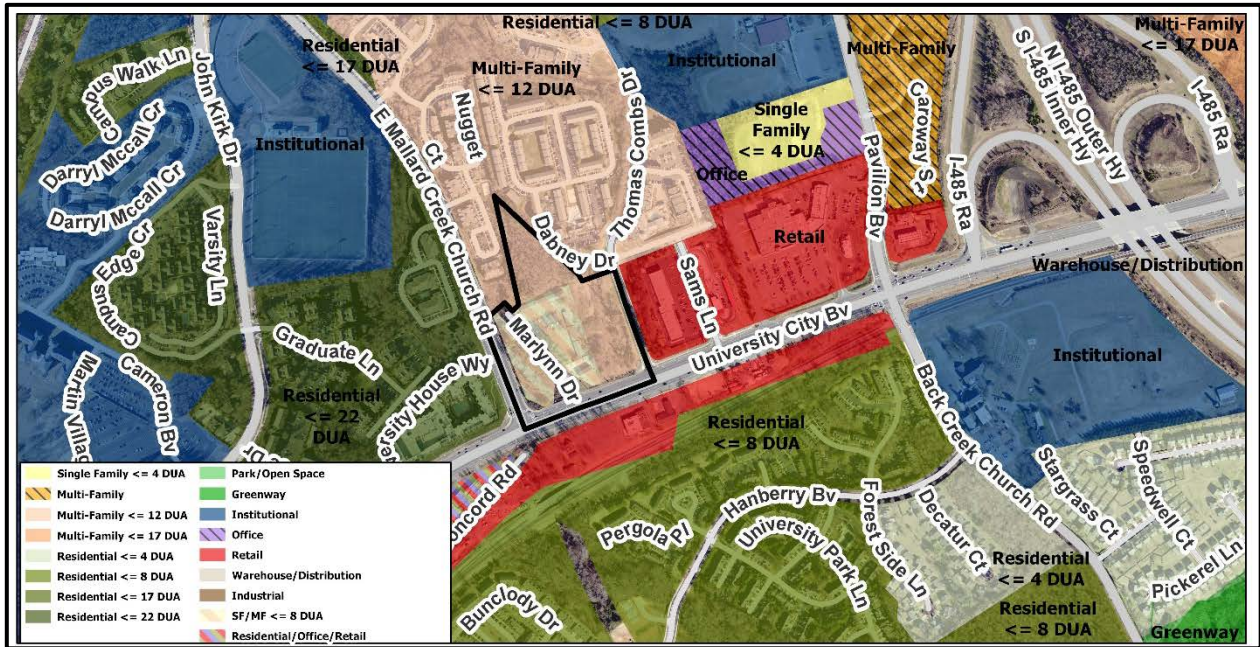 Residential <= 8 DUA
Multi-Family
<= 17 DUA
Residential
<= 17 DUA
Multi-Family
<= 12 DUA
Institutional
Multi-Family
Campus Walk Ln
John Kirk Dr
Darryl Mccall Cr
Darryl Mccall Cr
Nugget
Ct
E Mallard Creek Church Rd
Thomas Combs Dr
Single
Family
<= 4 DUA
Office
Garoway S
Pavilion Bv
I-485 Ra
S I-485 Inner Hy
N I-485 Outer Hy
I-485 Ra
Institutional
Varsity Ln
Campus Edge Cr
Dabney Dr
Retail
Sams Ln
Warehouse/Distribution
Marlynn Dr
University City Bv
Institutional
Graduate Ln
ersity House Wy
Residential
<= 22
DUA
Cameron Bv
Martin Villag
Dr
Residential
<= 8 DUA
Back Creek Church Rd
oncord Rd
Hanberry Bv
Pergola Pl
University Park Ln
Forest Side Ln
Decatur Ct
Stargrass Ct
Speedwell Ct
Pickerel Ln
Bunclody Dr
Residential
<= 4 DUA
Residential
<= 8 DUA
Greenway
Single Family <= 4 DUA
Multi-Family
Multi-Family <= 12 DUA
Multi-Family <= 17 DUA
Residential <= 4 DUA
Residential <= 8 DUA
Residential <= 17 DUA
Residential <= 22 DUA
Park/Open Space
Greenway
Institutional
Office
Retail
Warehouse/Distribution
Industrial
SF/MF <= 8 DUA
Residential/Office/Retail